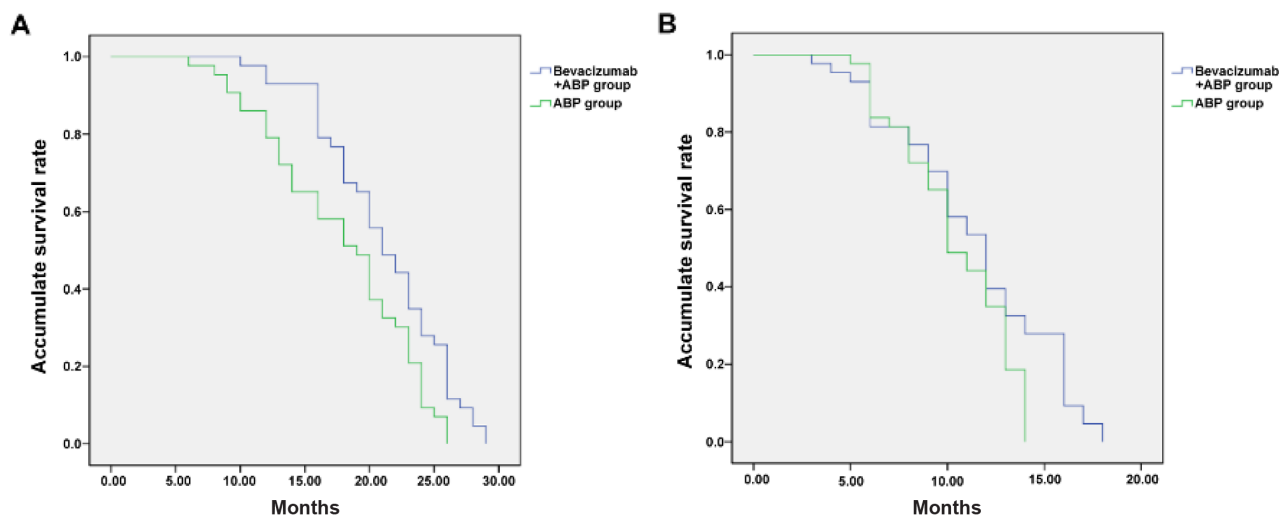 A
Accumulate survival rate
1.0
0.8
0.6
0.4
0.2
0.0
0.00 5.00 10.00 15.00 20.00 25.00 30.00
Months
Bevacizumab
+ABP group
ABP group
B
Accumulate survival rate
1.0
0.8
0.6
0.4
0.2
0.0
0.00 5.00 10.00 15.00 20.00
Months
Bevacizumab
+ABP group
ABP group